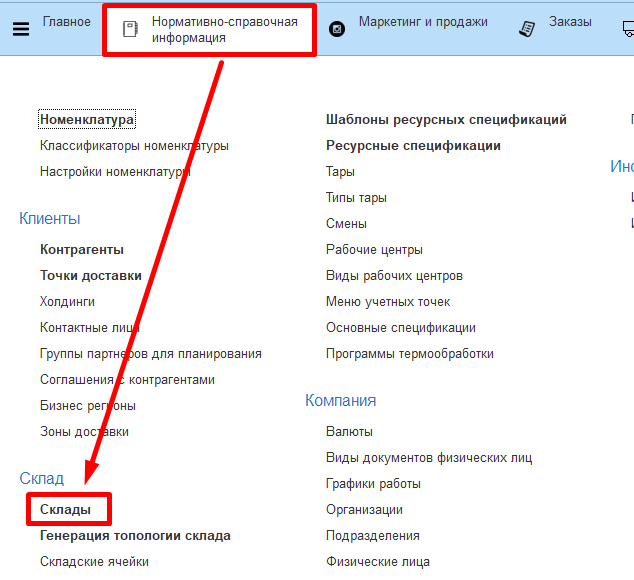 Главное
Нормативно-справочная
информация
Маркетинг и продажи
Заказы
Номенклатура
Классификаторы номенклатуры
Настройки номенклатуры
Клиенты
Контрагенты
Точки доставки
Холдинги
Контактные лица
Группы партнеров для планирования
Соглашения с контрагентами
Бизнес регионы
Зоны доставки
Склад
Склады
Генерация топологии склада
Складские ячейки
Шаблоны ресурсных спецификаций
Ресурсные спецификации
Тары
Типы тары
Смены
Рабочие центры
Виды рабочих центров
Меню учетных точек
Основные спецификации
Программы термообработки
Компания
Валюты
Виды документов физических лиц
Графики работы
Организации
Подразделения
Физические лица